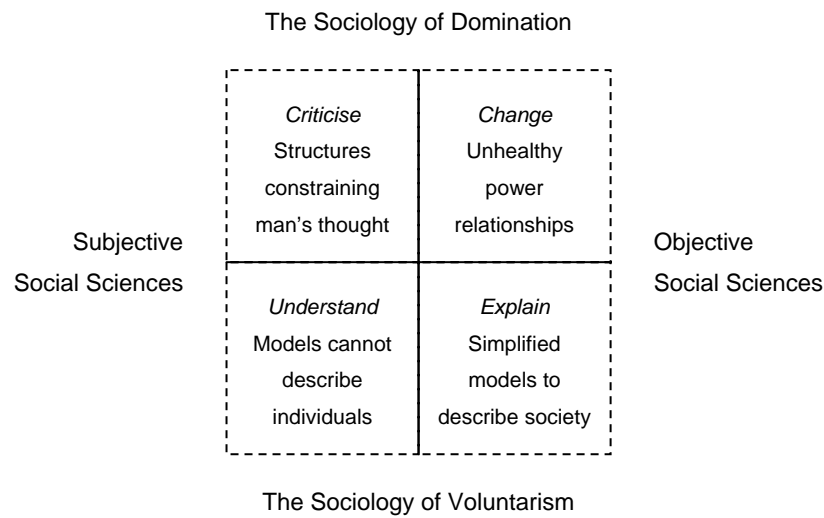 The Sociology of Domination
Criticise
Structures
constraining
man's thought
Change
Unhealthy
power
relationships
Subjective
Social Sciences
Objective
Social Sciences
Understand
Models cannot
describe
individuals
Explain
Simplified
models to
describe society
The Sociology of Voluntarism